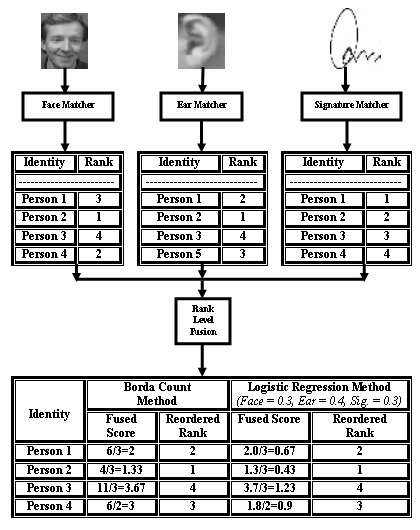 Face Matcher Ear Matcher Signature Matcher
Identity Rank Identity Rank Identity Rank
Person 1 3 Person 1 2 Person 1 1
Person 2 1 Person 2 1 Person 2 2
Person 3 4 Person 3 4 Person 3 3
Person 4 2 Person 5 3 Person 4 4
Rank
Level
Fusion
Identity
Borda Count
Method
Logistic Regression Method
(Face = 0.3, Ear = 0.4, Sig. = 0.3)
Fused
Score
Reordered
Rank
Fused Score
Reordered
Rank
Person 1 6/3=2 2 2.0/3=0.67 2
Person 2 4/3=1.33 1 1.3/3=0.43 1
Person 3 11/3=3.67 4 3.7/3=1.23 4
Person 4 6/2=3 3 1.8/2=0.9 3